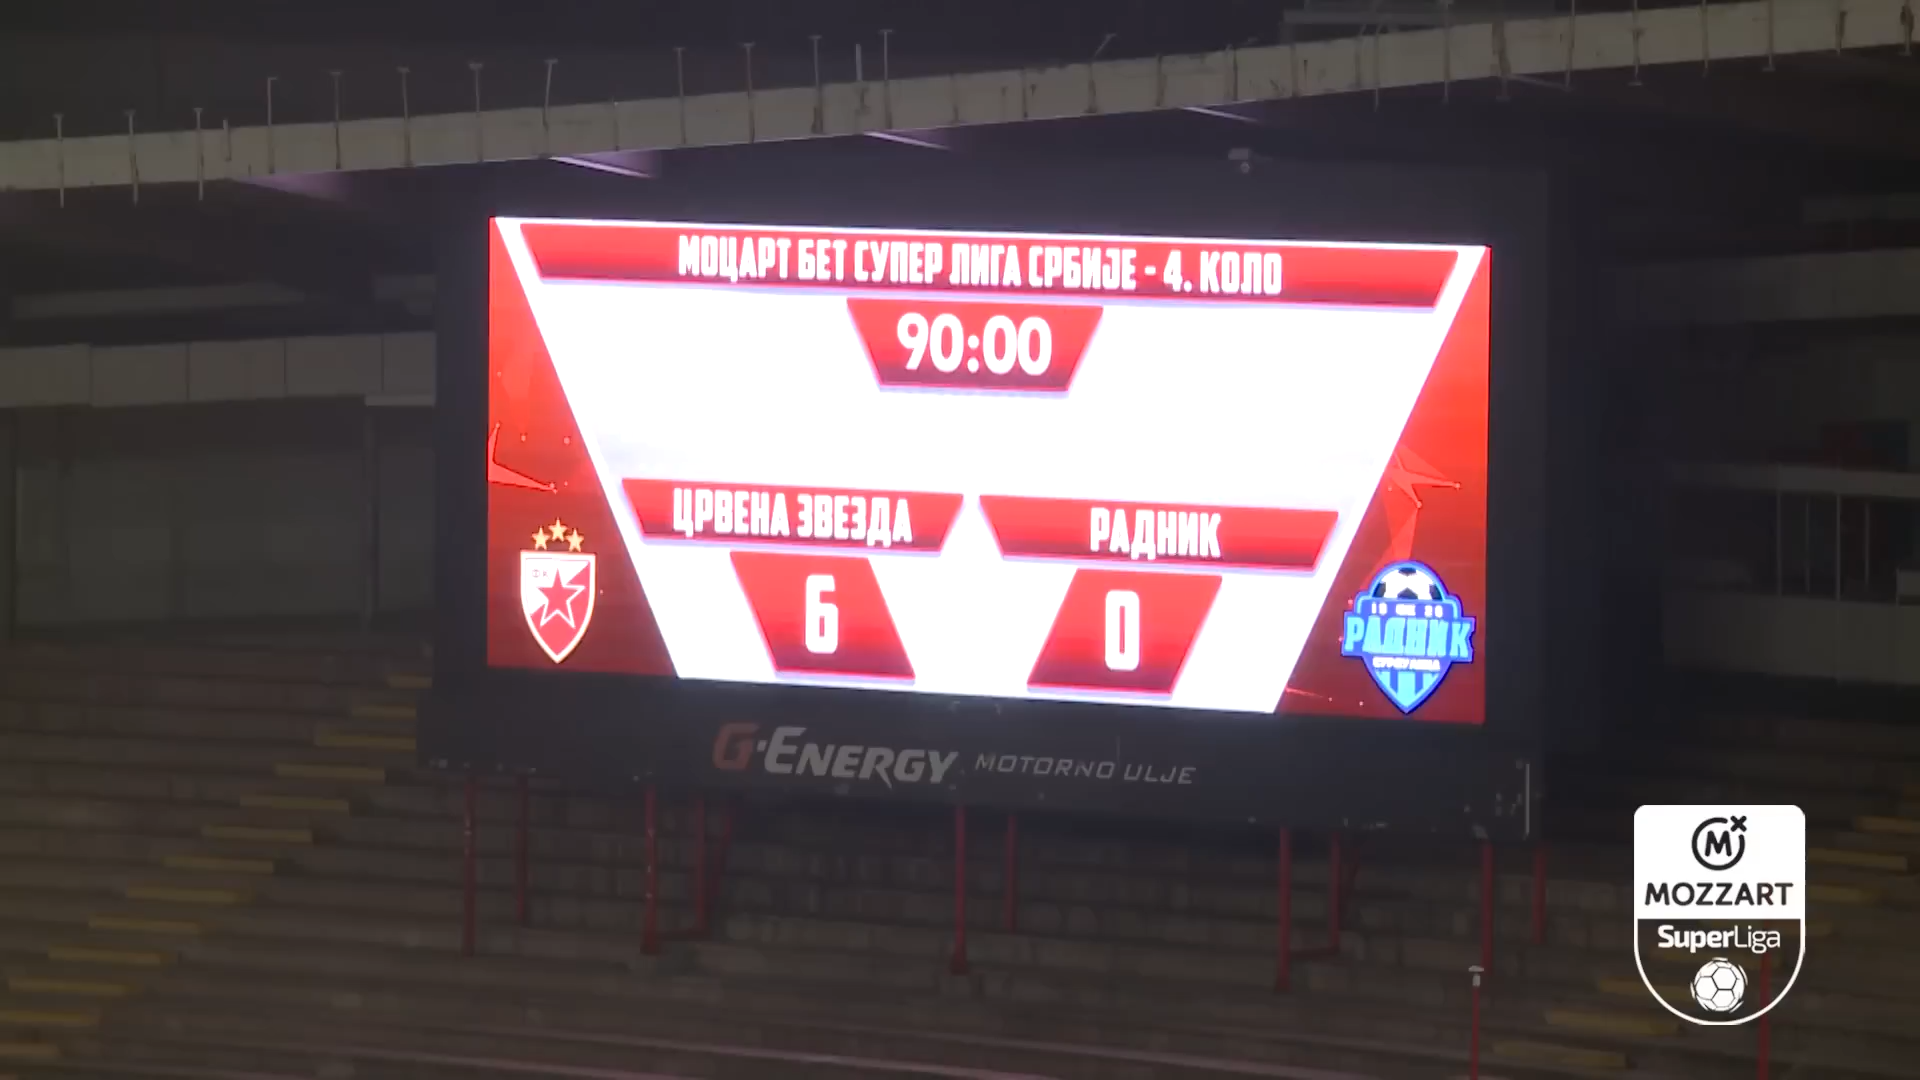 МОЦАРТ БЕТ СУПЕР ЛИГА СРБИЈЕ - 4. КОЛО
90:00
ЦРВЕНА ЗВЕЗДА
РАДНИК
6
0
РАДНИК
G-ENERGY MOTORNO ULJE
M
MOZZART
SuperLiga